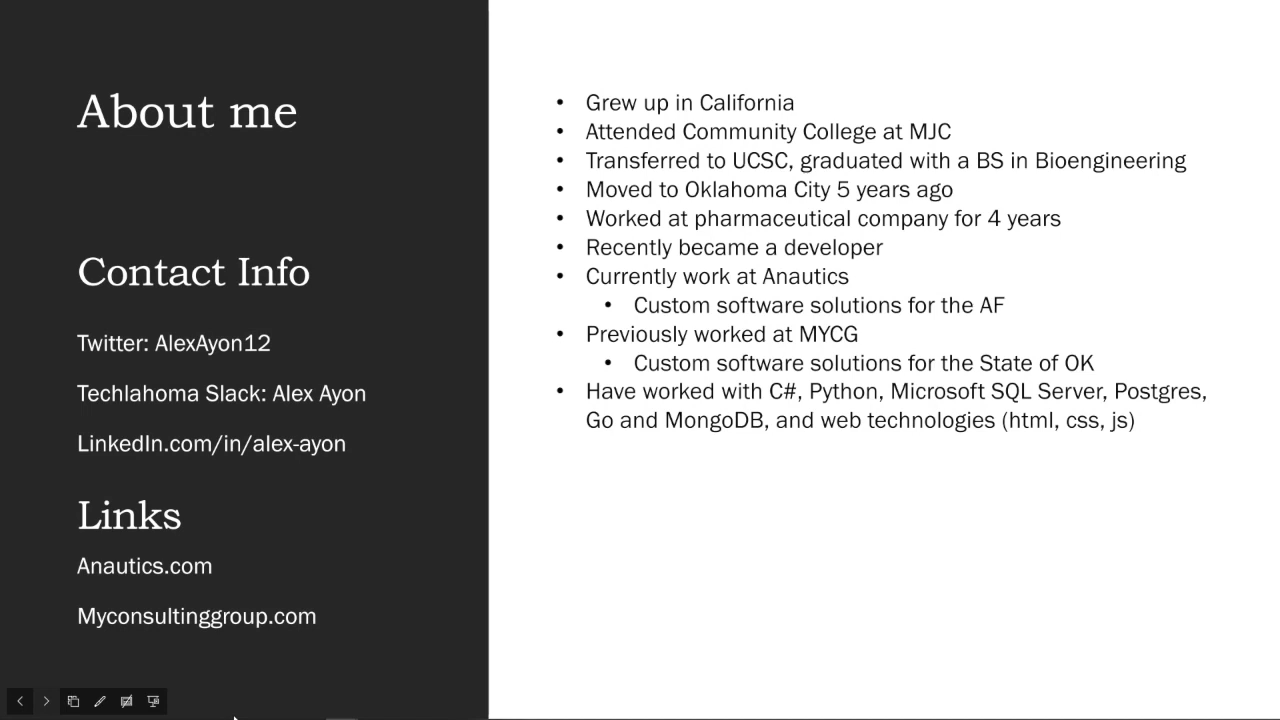 About me
Contact Info
Twitter: AlexAyon12
Techlahoma Slack: Alex Ayon
LinkedIn.com/in/alex-ayon
Links
Anautics.com
Myconsultinggroup.com
• Grew up in California
• Attended Community College at MJC
• Transferred to UCSC, graduated with a BS in Bioengineering
• Moved to Oklahoma City 5 years ago
• Worked at pharmaceutical company for 4 years
• Recently became a developer
• Currently work at Anautics
• Custom software solutions for the AF
• Previously worked at MYCG
• Custom software solutions for the State of OK
• Have worked with C#, Python, Microsoft SQL Server, Postgres,
Go and MongoDB, and web technologies (html, css, js)